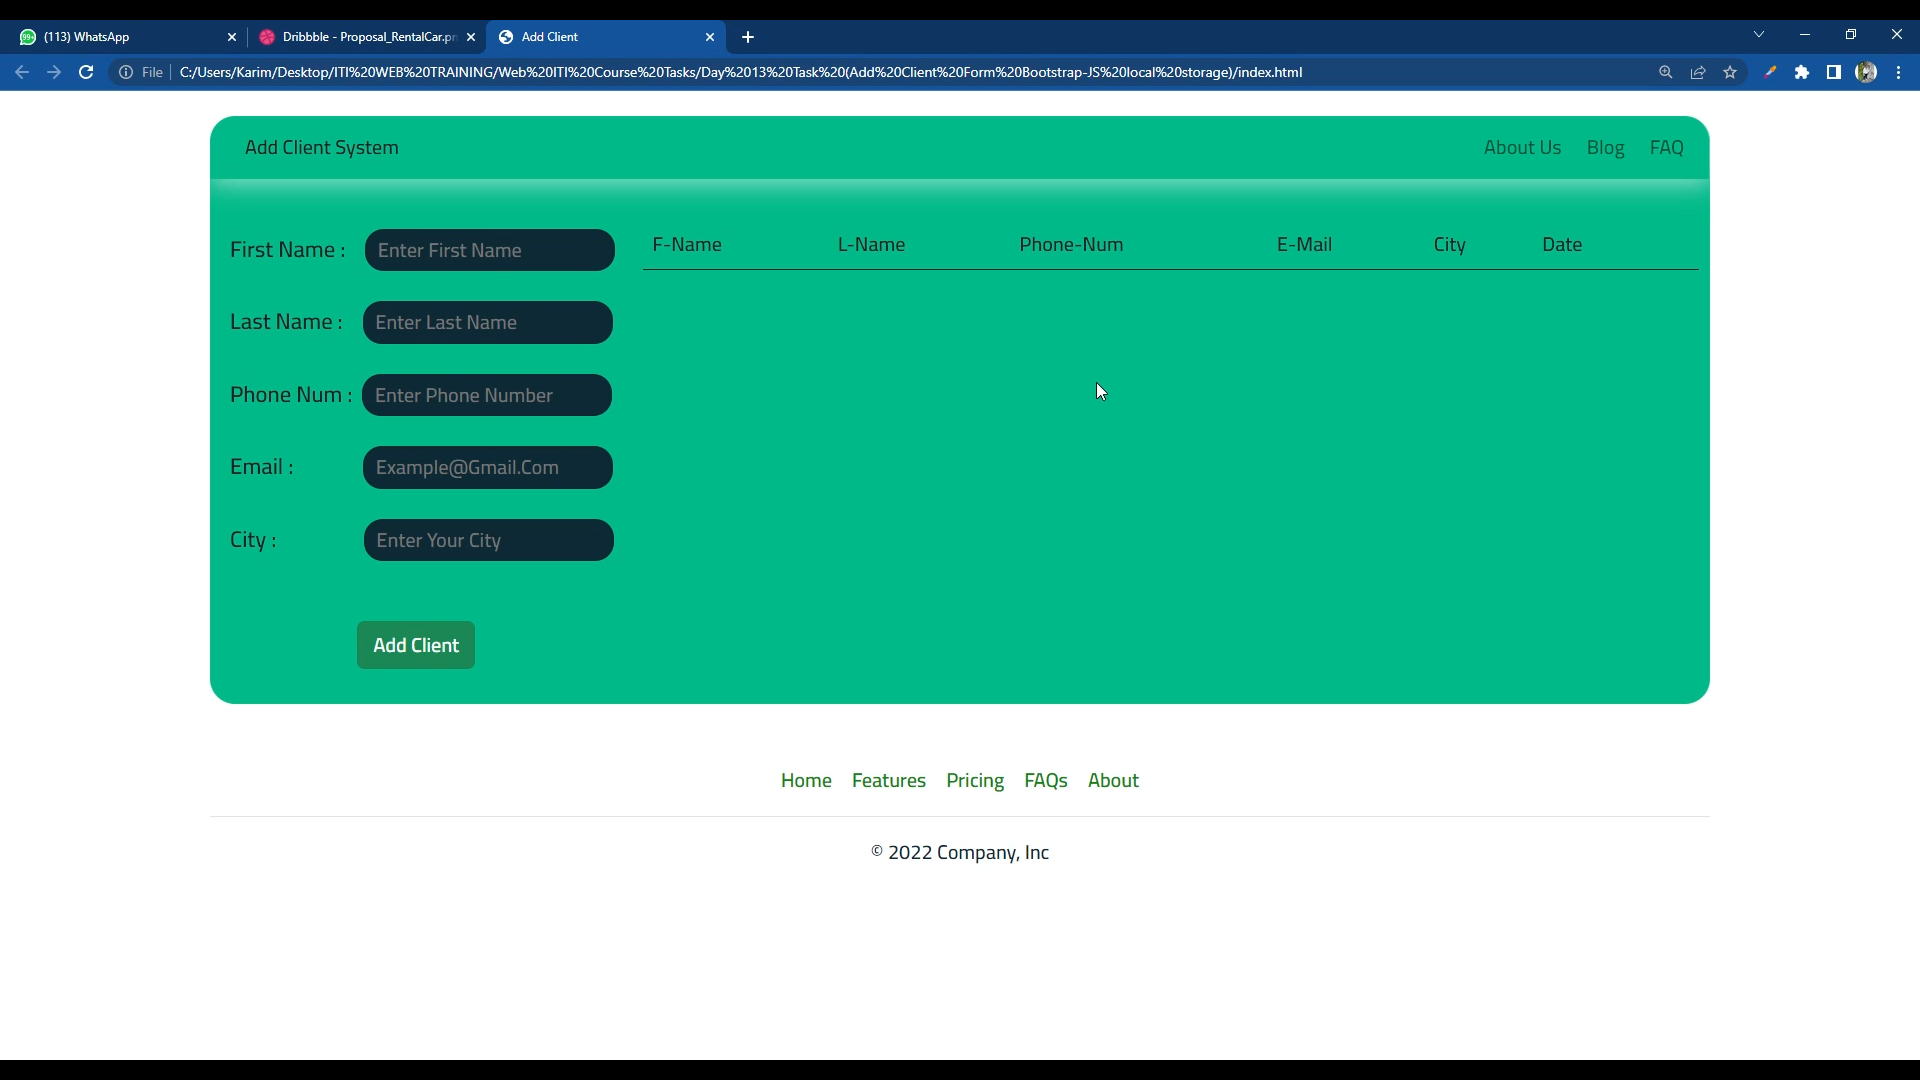 (113) WhatsApp
Dribbble - Proposal_RentalCar.pn
Add Client
File
C:/Users/Karim/Desktop/ITI%20WEB%20TRAINING/Web%20ITI%20Course%20Tasks/Day%2013%20Task%20(Add%20Client%20Form%20Bootstrap-JS%20local%20storage)/index.html
Add Client System
About Us Blog FAQ
First Name : Enter First Name
F-Name L-Name Phone-Num E-Mail City Date
Last Name : Enter Last Name
Phone Num : Enter Phone Number
Email : Example@Gmail.Com
City : Enter Your City
Add Client
Home Features Pricing FAQs About
© 2022 Company, Inc